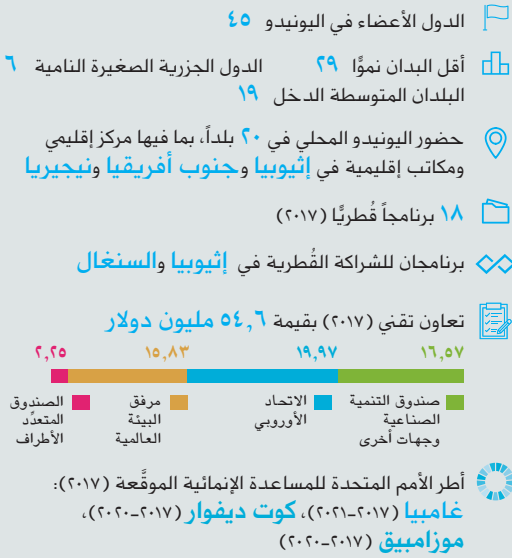 الدول الأعضاء في اليونيدو ٤٥
أقل البدان نموًّا ٢٩ الدول الجزرية الصغيرة النامية ٦
البلدان المتوسطة الدخل ١٩
حضور اليونيدو المحلي في ٢٠ بلداً، بما فيها مركز إقليمي
ومكاتب إقليمية في إثيوبيا وجنوب أفريقيا ونيجيريا
١٨ برنامجاً قُطريًّا (٢٠١٧)
برنامجان للشراكة القُطرية في إثيوبيا والسنغال
تعاون تقني (٢٠١٧) بقيمة ٥٤,٦ مليون دولار
١٦,٥٧ ١٩,٩٧ ١٥,٨٣ ٢,٢٥
صندوق التنمية الصناعية وجهات أخرى
الاتحاد الأوروبي
مرفق البيئة العالمية
الصندوق المتعدِّد الأطراف
أطر الأمم المتحدة للمساعدة الإنمائية الموقَّعة (٢٠١٧):
غامبيا (٢٠١٧-٢٠٢١)، كوت ديفوار (٢٠١٧-٢٠٢٠)،
موزامبيق (٢٠١٧-٢٠٢٠)